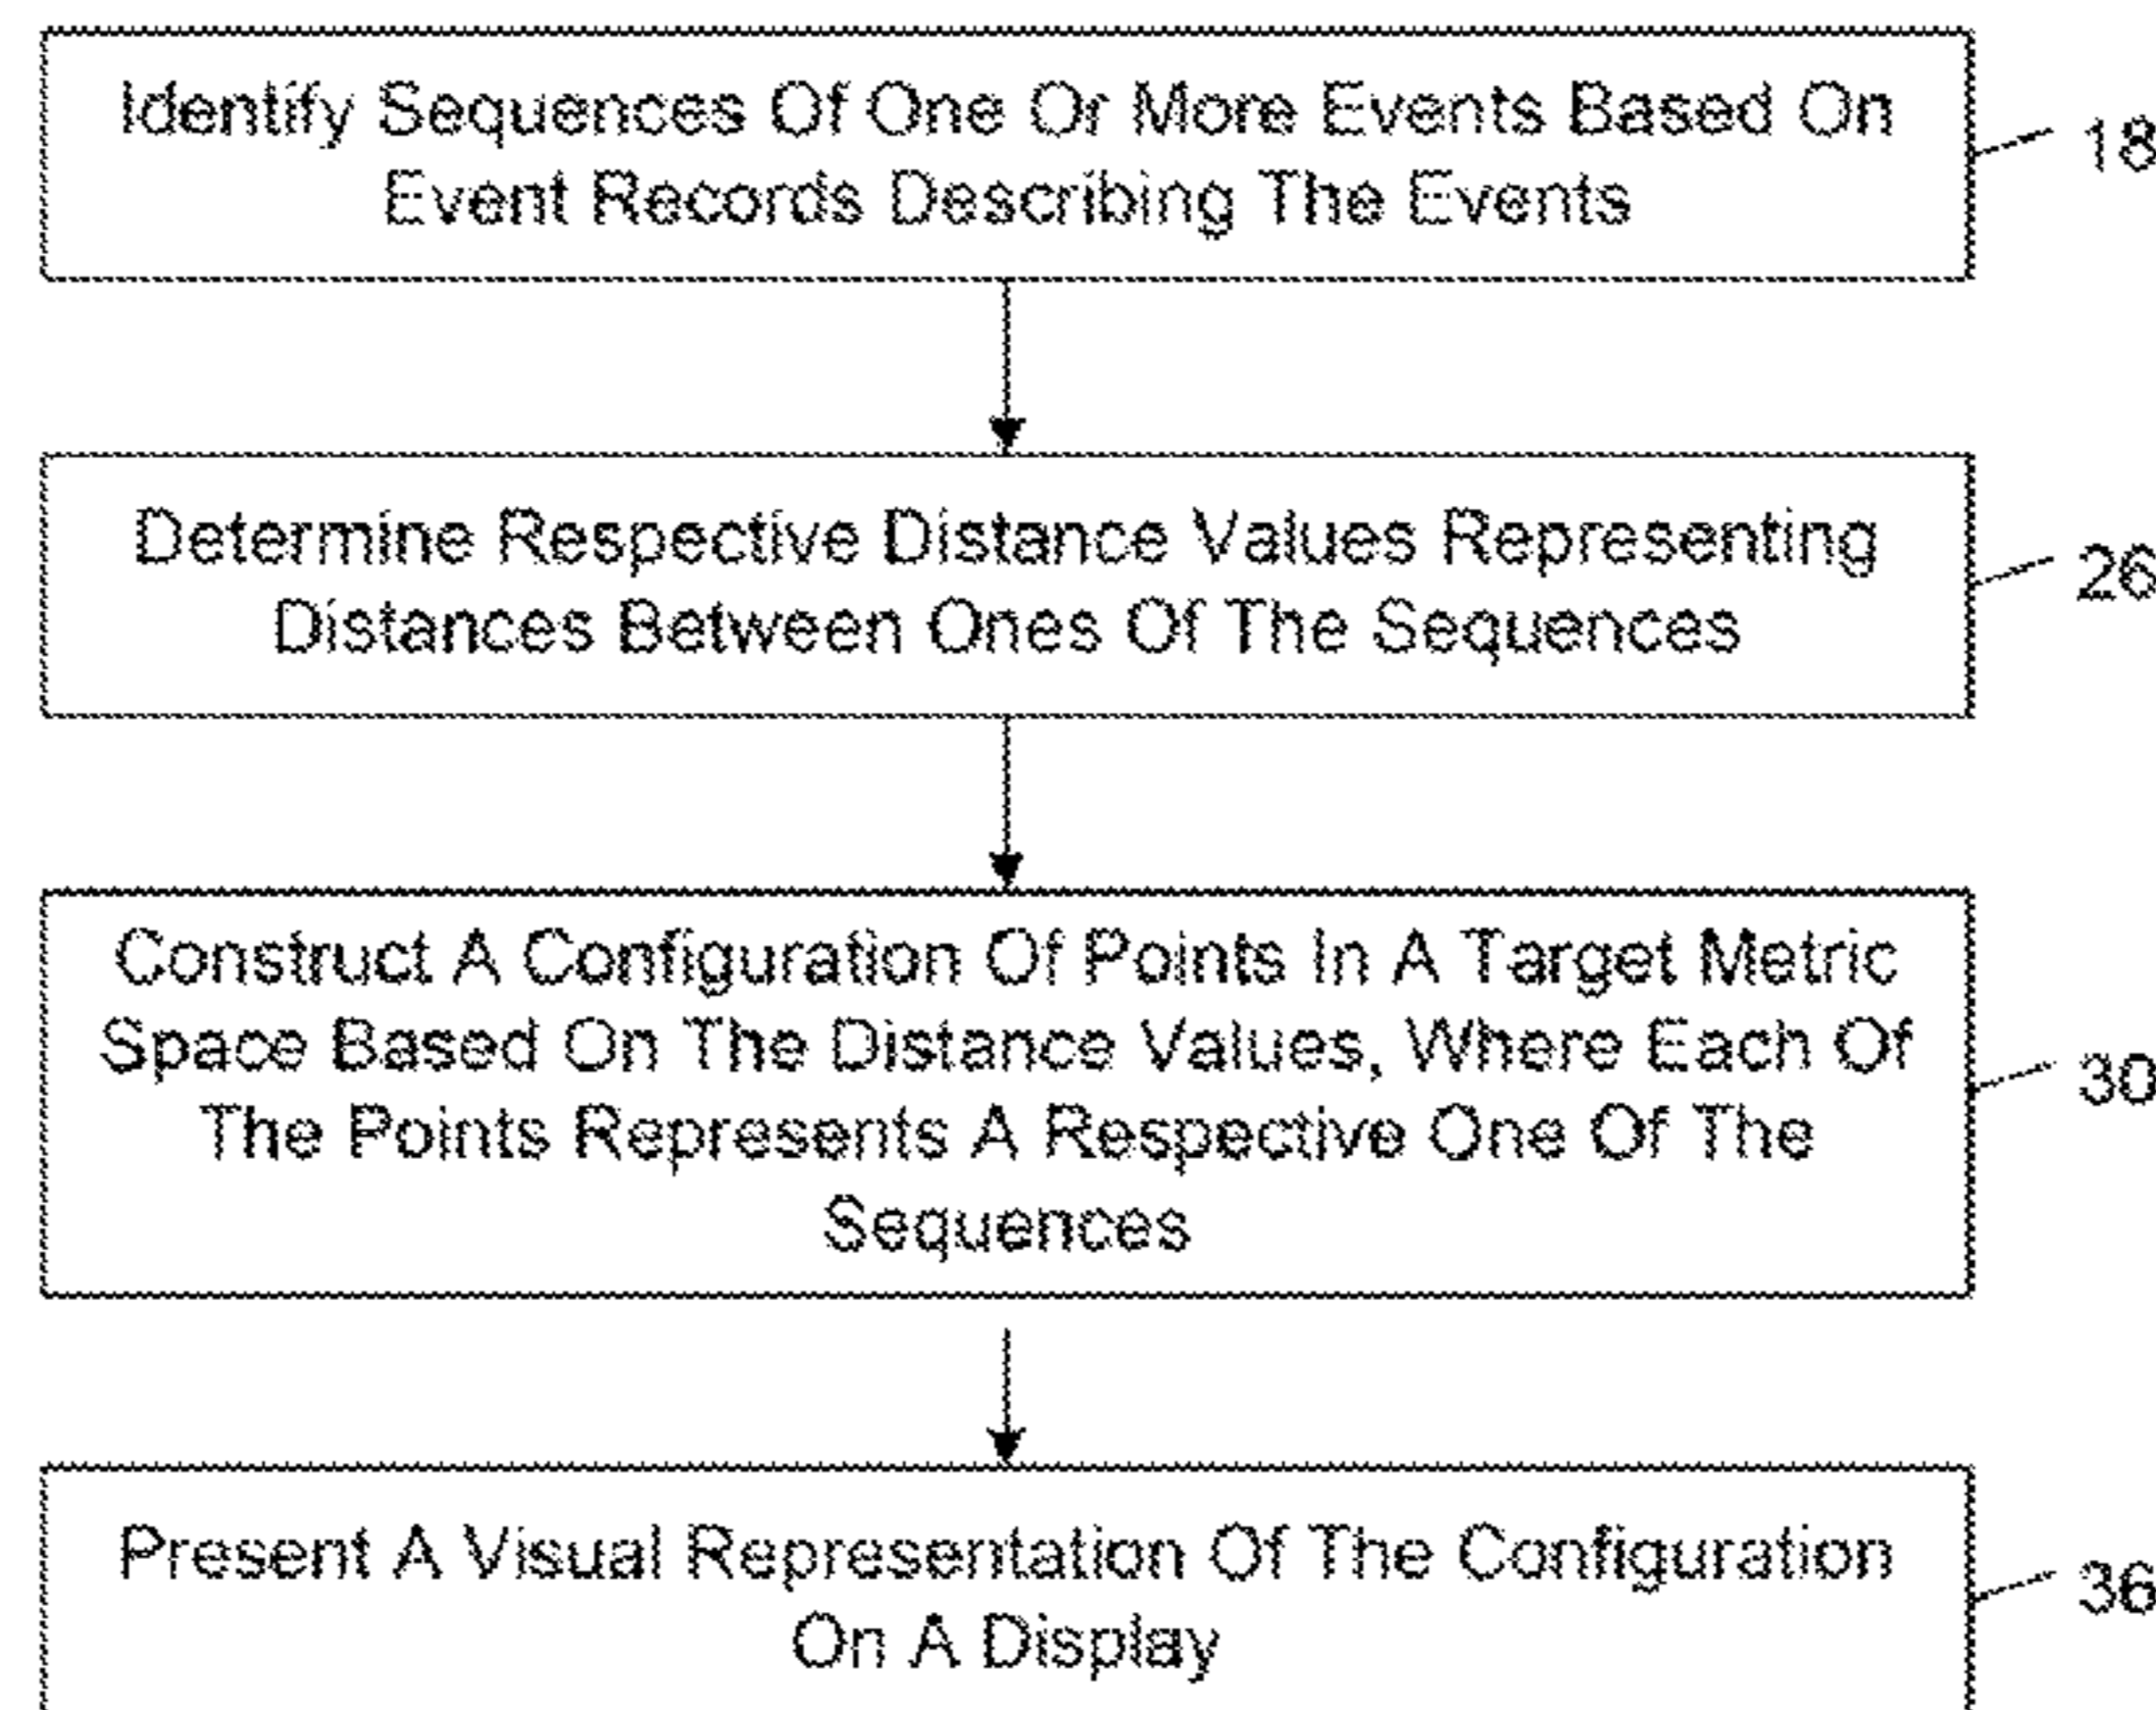 Identify Sequences Of One Or More Events Based On
Event Records Describing The Events
18
Determine Respective Distance Values Representing
Distances Between Ones Of The Sequences
26
Construct A Configuration Of Points In A Target Metric
Space Based On The Distance Values, Where Each Of
The Points Represents A Respective One Of The
Sequences
30
Present A Visual Representation Of The Configuration
On A Display
36